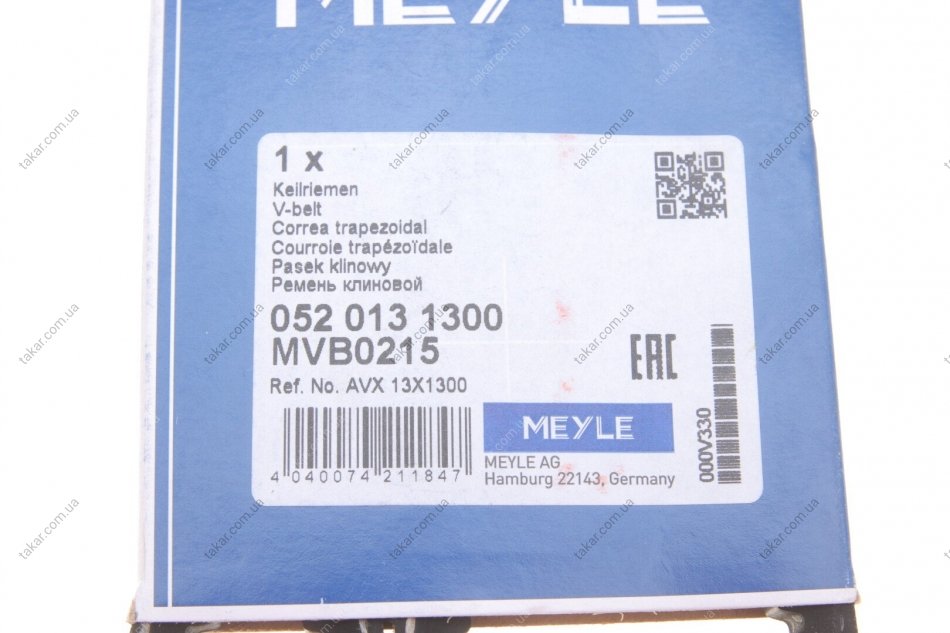 MEYLE
1 x
Keilriemen
V-belt
Correa trapezoidal
Courroie trapézoïdale
Pasek klinowy
Ремень клиновой
052 013 1300
MVB0215
Ref. No. AVX 13X1300
EAC
000V330
MEYLE
MEYLE AG
Hamburg 22143, Germany
4 040074 211847
takar.com.ua